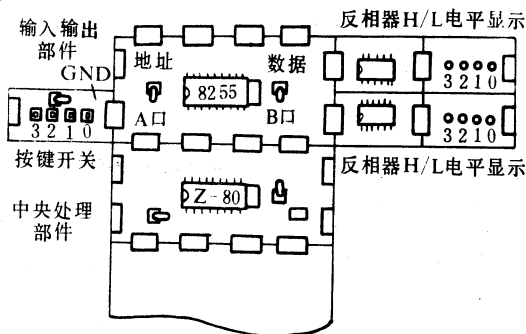 反相器H/L电平显示
输入输出
部件
GND
地址
数据
8255
A口
B口
3210
3210
3210
按键开关
反相器H/L电平显示
Z-80
中央处理
部件